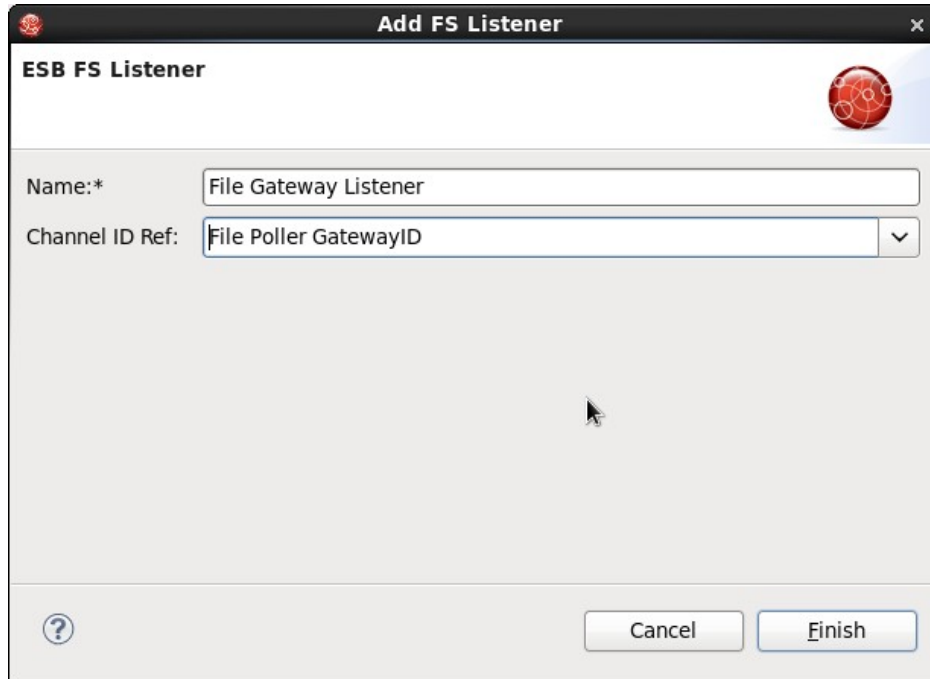 Add FS Listener
ESB FS Listener
Name:* File Gateway Listener
Channel ID Ref: File Poller GatewayID
Cancel Finish